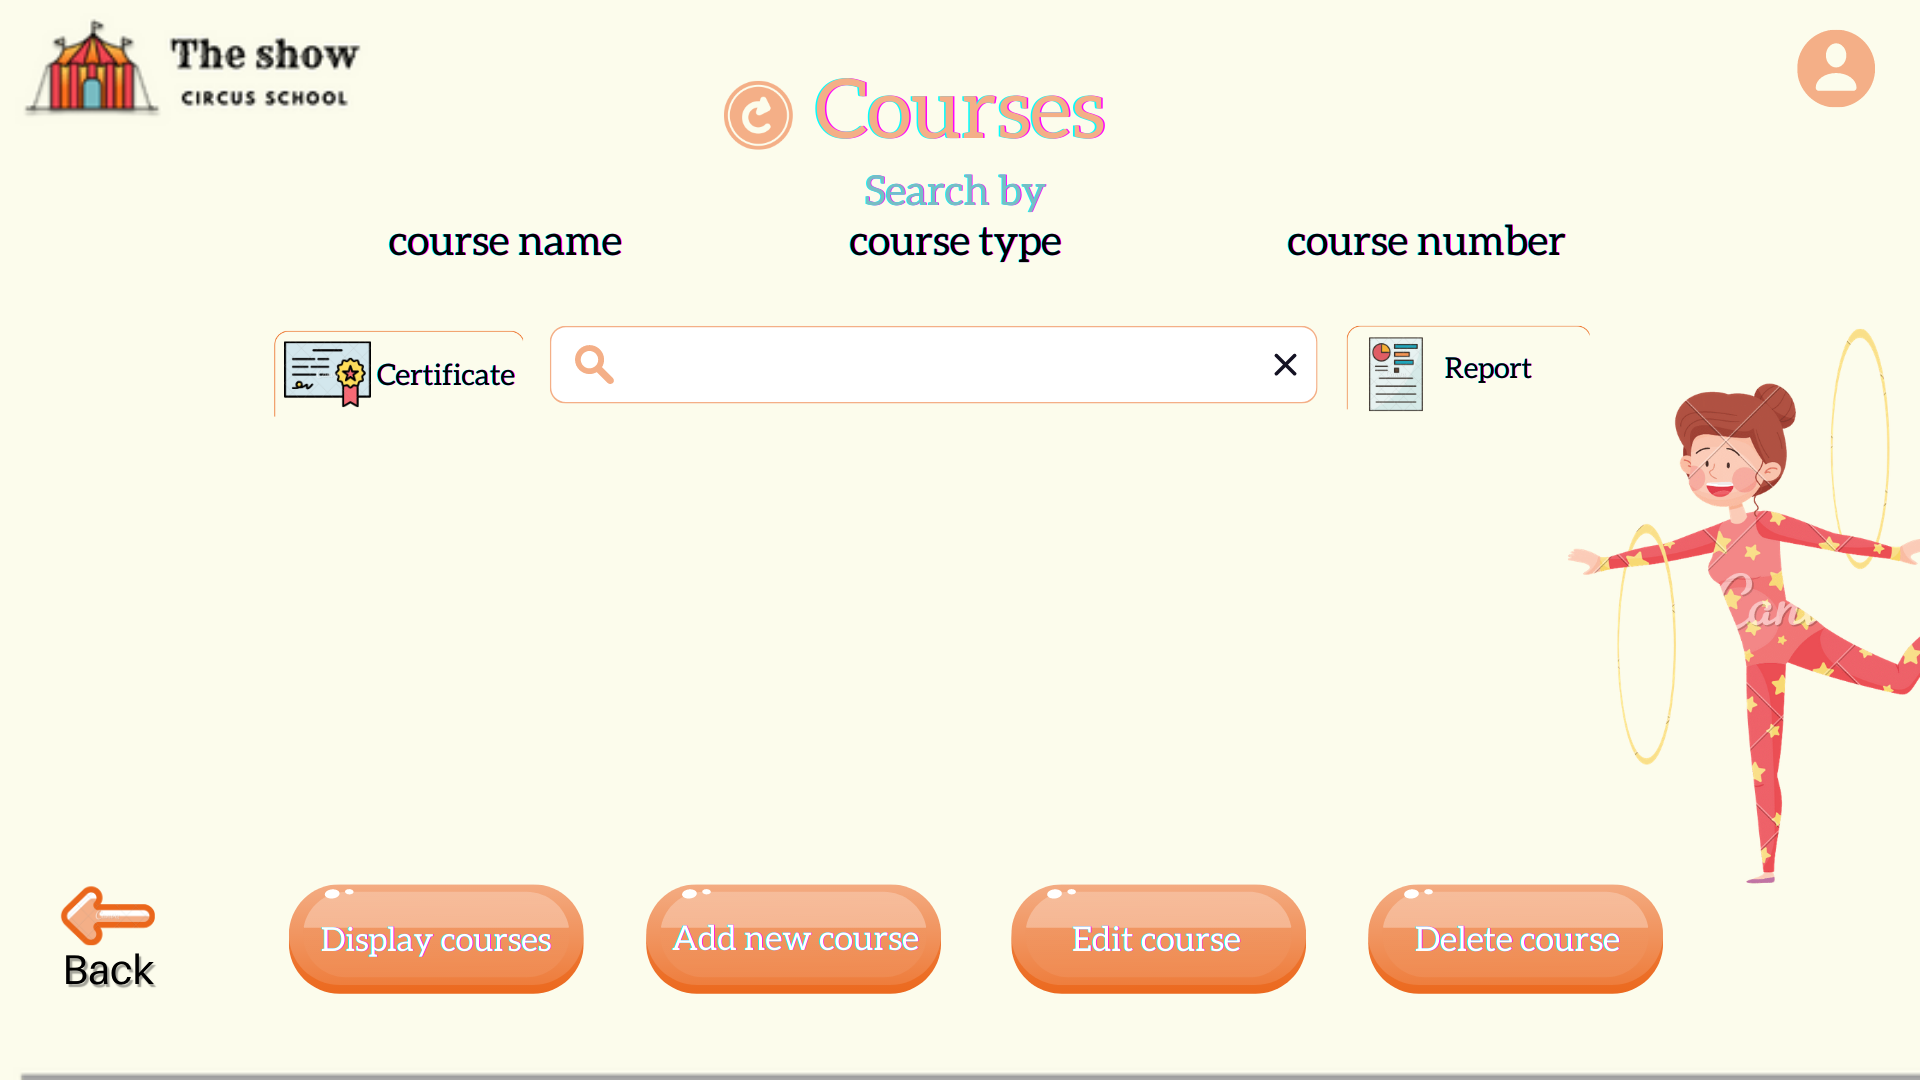 The show
CIRCUS SCHOOL
Courses
Search by
course name
course type
course number
Certificate
Report
Display courses
Add new course
Edit course
Delete course
Back